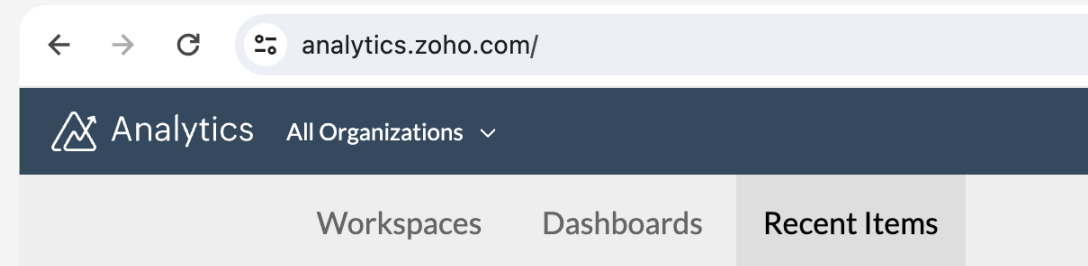 analytics.zoho.com/
Analytics All Organizations
Workspaces Dashboards Recent Items